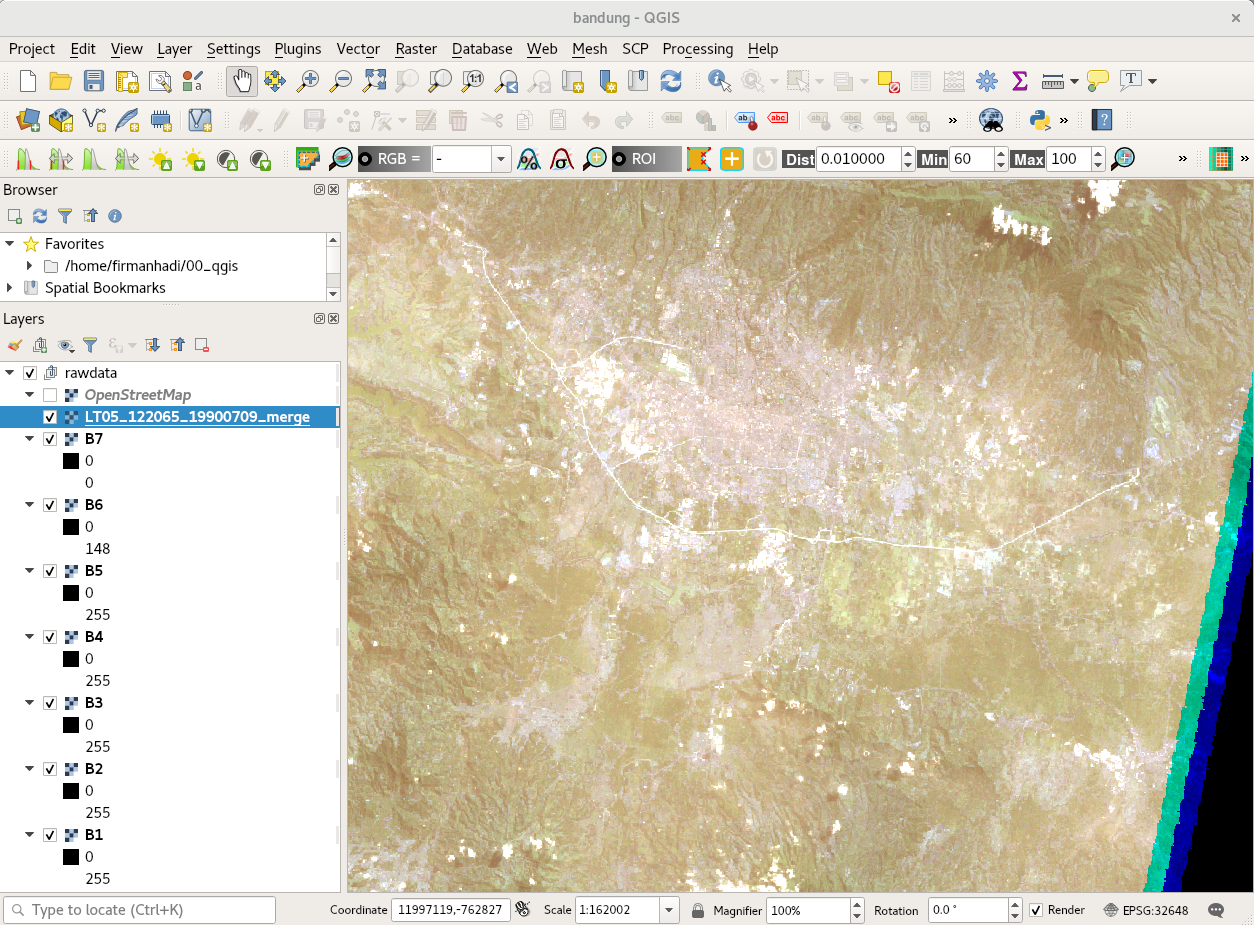 bandung - QGIS
Project Edit View Layer Settings Plugins Vector Raster Database Web Mesh SCP Processing Help
RGB = - ROI Dist 0.010000 Min 60 Max 100
Browser
Favorites
/home/firmanhadi/00_qgis
Spatial Bookmarks
Layers
rawdata
OpenStreetMap
LT05_122065_19900709_merge
B7
0
0
B6
0
148
B5
0
255
B4
0
255
B3
0
255
B2
0
255
B1
0
255
Type to locate (Ctrl+K) Coordinate 11997119,-762827 Scale 1:162002 Magnifier 100% Rotation 0.0 ° Render EPSG:32648